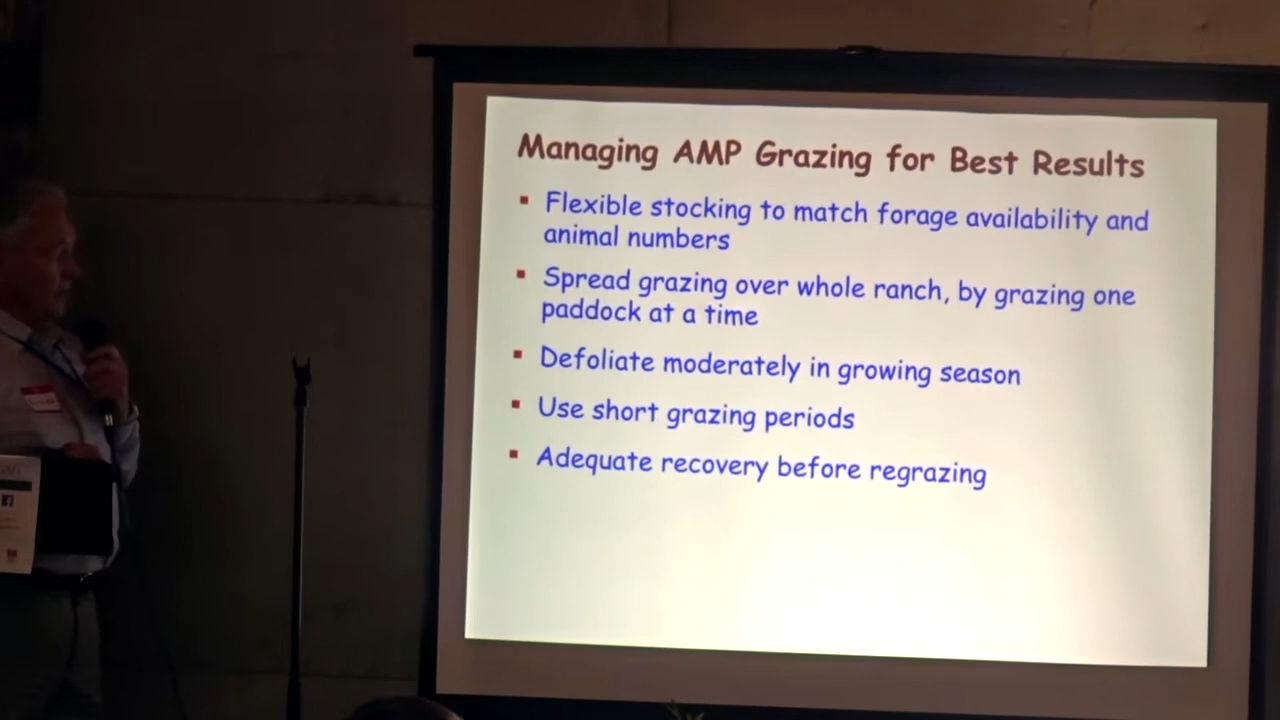 Managing AMP Grazing for Best Results
▪ Flexible stocking to match forage availability and
animal numbers
▪ Spread grazing over whole ranch, by grazing one
paddock at a time
▪ Defoliate moderately in growing season
▪ Use short grazing periods
▪ Adequate recovery before regrazing